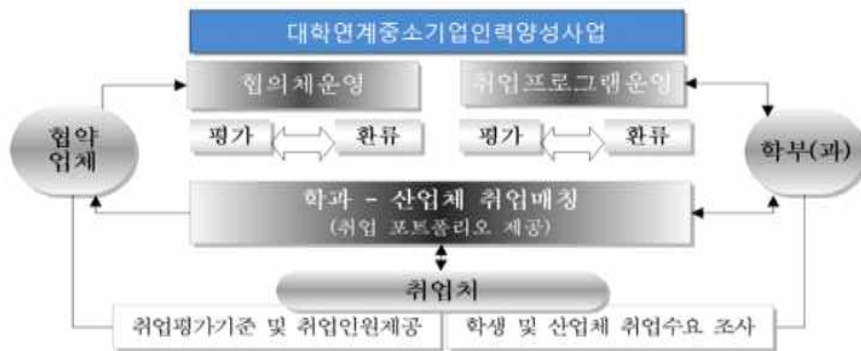 대학연계중소기업인력양성사업
협의체운영
취업프로그램운영
협약
업체
평가
환류
평가
환류
학부(과)
학과 - 산업체 취업매칭
(취업 포트폴리오 제공)
취업처
취업평가기준 및 취업인원제공
학생 및 산업체 취업수요 조사